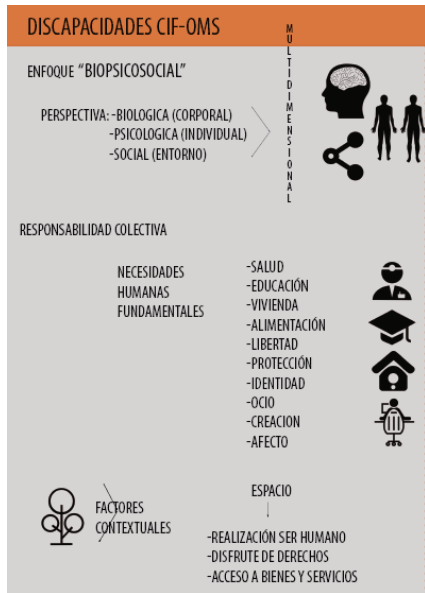 DISCAPACIDADES CIF-OMS
MULTIDIMENSIONAL
ENFOQUE “BIOPSICOSOCIAL”
PERSPECTIVA: -BIOLOGICA (CORPORAL)
-PSICOLOGICA (INDIVIDUAL)
-SOCIAL (ENTORNO)
RESPONSABILIDAD COLECTIVA
NECESIDADES
HUMANAS
FUNDAMENTALES
-SALUD
-EDUCACIÓN
-VIVIENDA
-ALIMENTACIÓN
-LIBERTAD
-PROTECCIÓN
-IDENTIDAD
-OCIO
-CREACION
-AFECTO
FACTORES
CONTEXTUALES
ESPACIO
-REALIZACIÓN SER HUMANO
-DISFRUTE DE DERECHOS
-ACCESO A BIENES Y SERVICIOS